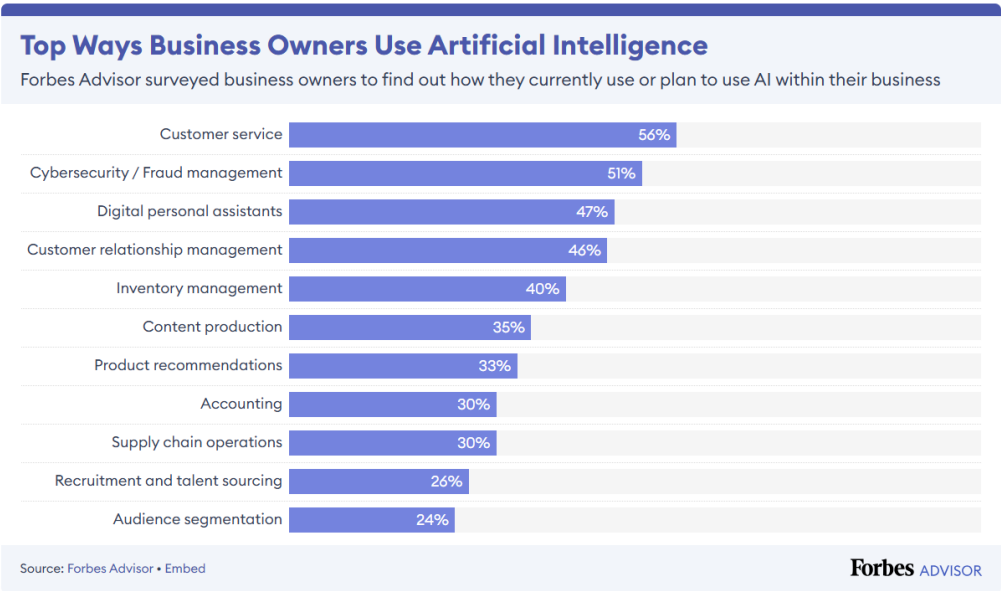 Top Ways Business Owners Use Artificial Intelligence
Forbes Advisor surveyed business owners to find out how they currently use or plan to use AI within their business
Customer service 56%
Cybersecurity / Fraud management 51%
Digital personal assistants 47%
Customer relationship management 46%
Inventory management 40%
Content production 35%
Product recommendations 33%
Accounting 30%
Supply chain operations 30%
Recruitment and talent sourcing 26%
Audience segmentation 24%
Source: Forbes Advisor • Embed
Forbes ADVISOR